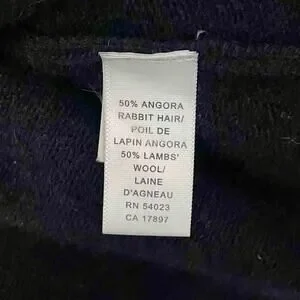 50% ANGORA
RABBIT HAIR/
POIL DE
LAPIN ANGORA
50% LAMBS'
WOOL/
LAINE
D'AGNEAU
RN 54023
CA 17897